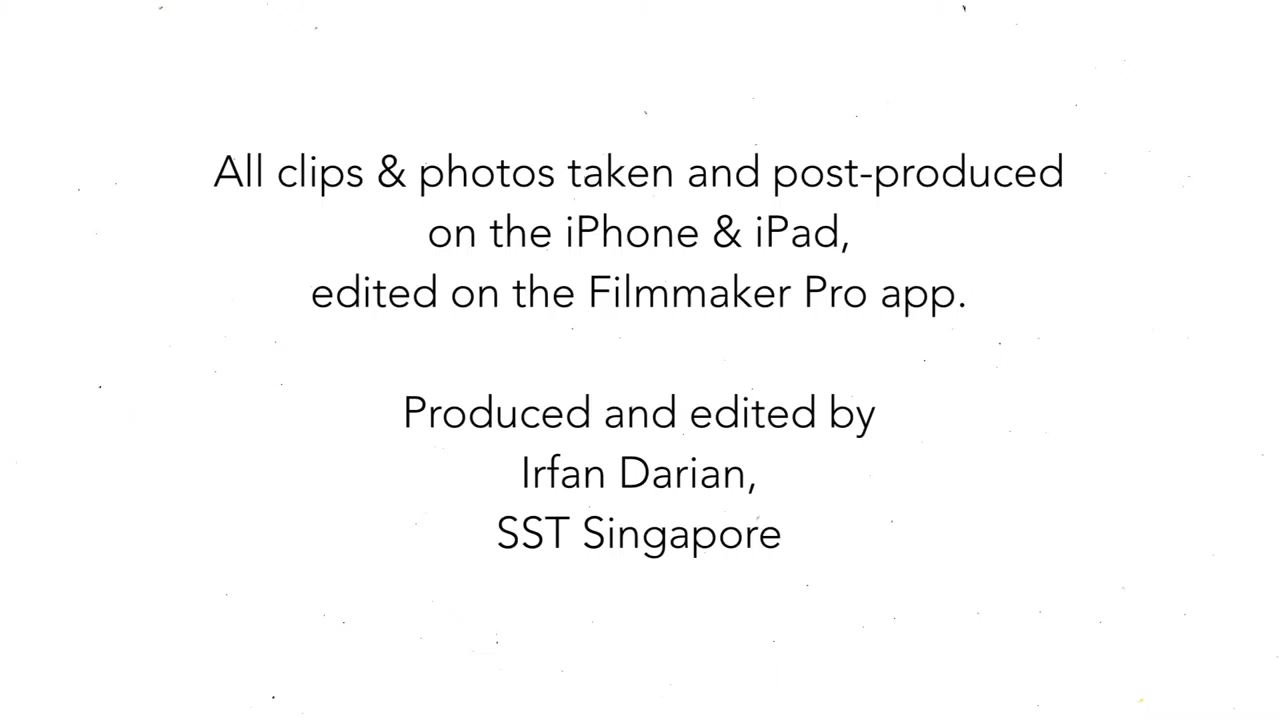 All clips & photos taken and post-produced
on the iPhone & iPad,
edited on the Filmmaker Pro app.
Produced and edited by
Irfan Darian,
SST Singapore